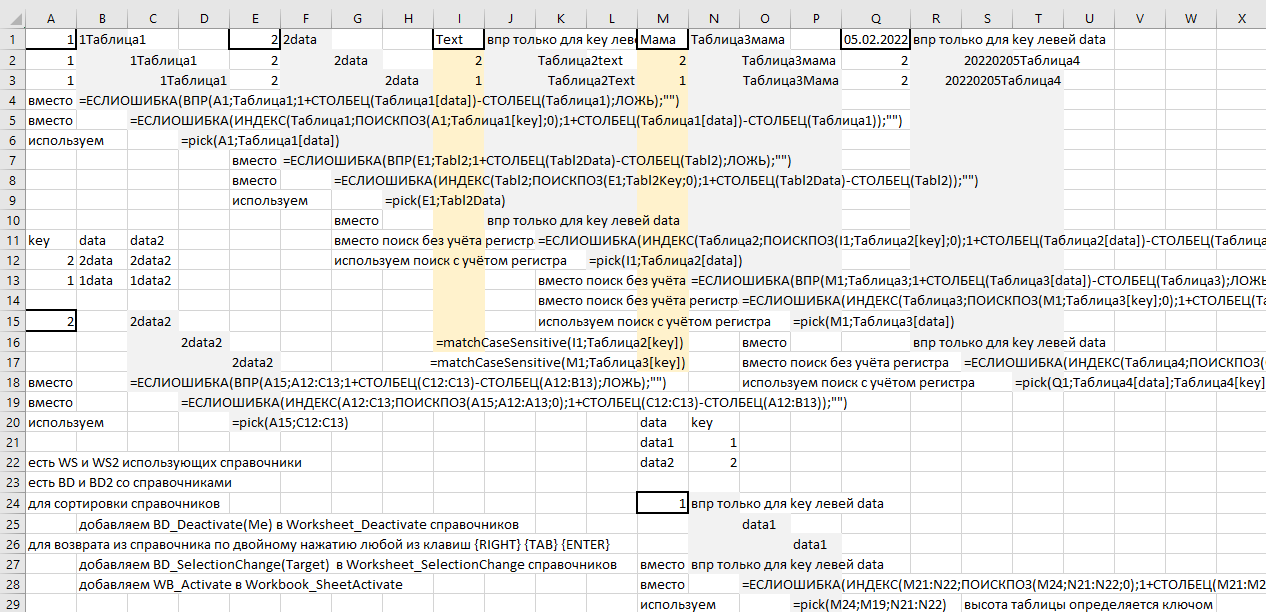 A B C D E F G H I J K L M N O P Q R S T U V W X
1 1 1Таблица1 2 2data Text впр только для key лев Мама Таблица3мама 05.02.2022 впр только для key левей data
2 1 1Таблица1 2 2data 2 Таблица2text 2 Таблица3мама 2 20220205Таблица4
3 1 1Таблица1 2 2data 1 Таблица2Text 1 Таблица3Мама 2 20220205Таблица4
4 вместо =ЕСЛИОШИБКА(ВПР(A1;Таблица1;1+СТОЛБЕЦ(Таблица1[data])-СТОЛБЕЦ(Таблица1);ЛОЖЬ);"")
5 вместо =ЕСЛИОШИБКА(ИНДЕКС(Таблица1;ПОИСКПОЗ(A1;Таблица1[key];0);1+СТОЛБЕЦ(Таблица1[data])-СТОЛБЕЦ(Таблица1));"")
6 используем =pick(A1;Таблица1[data])
7 вместо =ЕСЛИОШИБКА(ВПР(E1;Tabl2;1+СТОЛБЕЦ(Tabl2Data)-СТОЛБЕЦ(Tabl2);ЛОЖЬ);"")
8 вместо =ЕСЛИОШИБКА(ИНДЕКС(Tabl2;ПОИСКПОЗ(E1;Tabl2Key;0);1+СТОЛБЕЦ(Tabl2Data)-СТОЛБЕЦ(Tabl2));"")
9 используем =pick(E1;Tabl2Data)
10 вместо впр только для key левей data
11 key data data2 вместо поиск без учёта регистр =ЕСЛИОШИБКА(ИНДЕКС(Таблица2;ПОИСКПОЗ(I1;Таблица2[key];0);1+СТОЛБЕЦ(Таблица2[data])-СТОЛБЕЦ(Таблица
12 2 2data 2data2 используем поиск с учётом регистра =pick(I1;Таблица2[data])
13 1 1data 1data2 вместо поиск без учёта =ЕСЛИОШИБКА(ВПР(M1;Таблица3;1+СТОЛБЕЦ(Таблица3[data])-СТОЛБЕЦ(Таблица3);ЛОЖЬ
14 вместо поиск без учёта регистр =ЕСЛИОШИБКА(ИНДЕКС(Таблица3;ПОИСКПОЗ(M1;Таблица3[key];0);1+СТОЛБЕЦ(Та
15 2 2data2 используем поиск с учётом регистра =pick(M1;Таблица3[data])
16 2data2 =matchCaseSensitive(I1;Таблица2[key]) вместо впр только для key левей data
17 2data2 =matchCaseSensitive(M1;Таблица3[key]) вместо поиск без учёта регистра =ЕСЛИОШИБКА(ИНДЕКС(Таблица4;ПОИСКПОЗ(
18 вместо =ЕСЛИОШИБКА(ВПР(A15;A12:C13;1+СТОЛБЕЦ(C12:C13)-СТОЛБЕЦ(A12:B13);ЛОЖЬ);"") используем поиск с учётом регистра =pick(Q1;Таблица4[data];Таблица4[key]
19 вместо =ЕСЛИОШИБКА(ИНДЕКС(A12:C13;ПОИСКПОЗ(A15;A12:A13;0);1+СТОЛБЕЦ(C12:C13)-СТОЛБЕЦ(A12:B13));"")
20 используем =pick(A15;C12:C13) data key
21 data1 1
22 есть WS и WS2 использующих справочники data2 2
23 есть BD и BD2 со справочниками
24 для сортировки справочников 1 впр только для key левей data
25 добавляем BD_Deactivate(Me) в Worksheet_Deactivate справочников data1
26 для возврата из справочника по двойному нажатию любой из клавиш {RIGHT} {TAB} {ENTER} data1
27 добавляем BD_SelectionChange(Target) в Worksheet_SelectionChange справочников вместо впр только для key левей data
28 добавляем WB_Activate в Workbook_SheetActivate вместо =ЕСЛИОШИБКА(ИНДЕКС(M21:N22;ПОИСКПОЗ(M24;N21:N22;0);1+СТОЛБЕЦ(M21:M2
29 используем =pick(M24;M19;N21:N22) высота таблицы определяется ключом